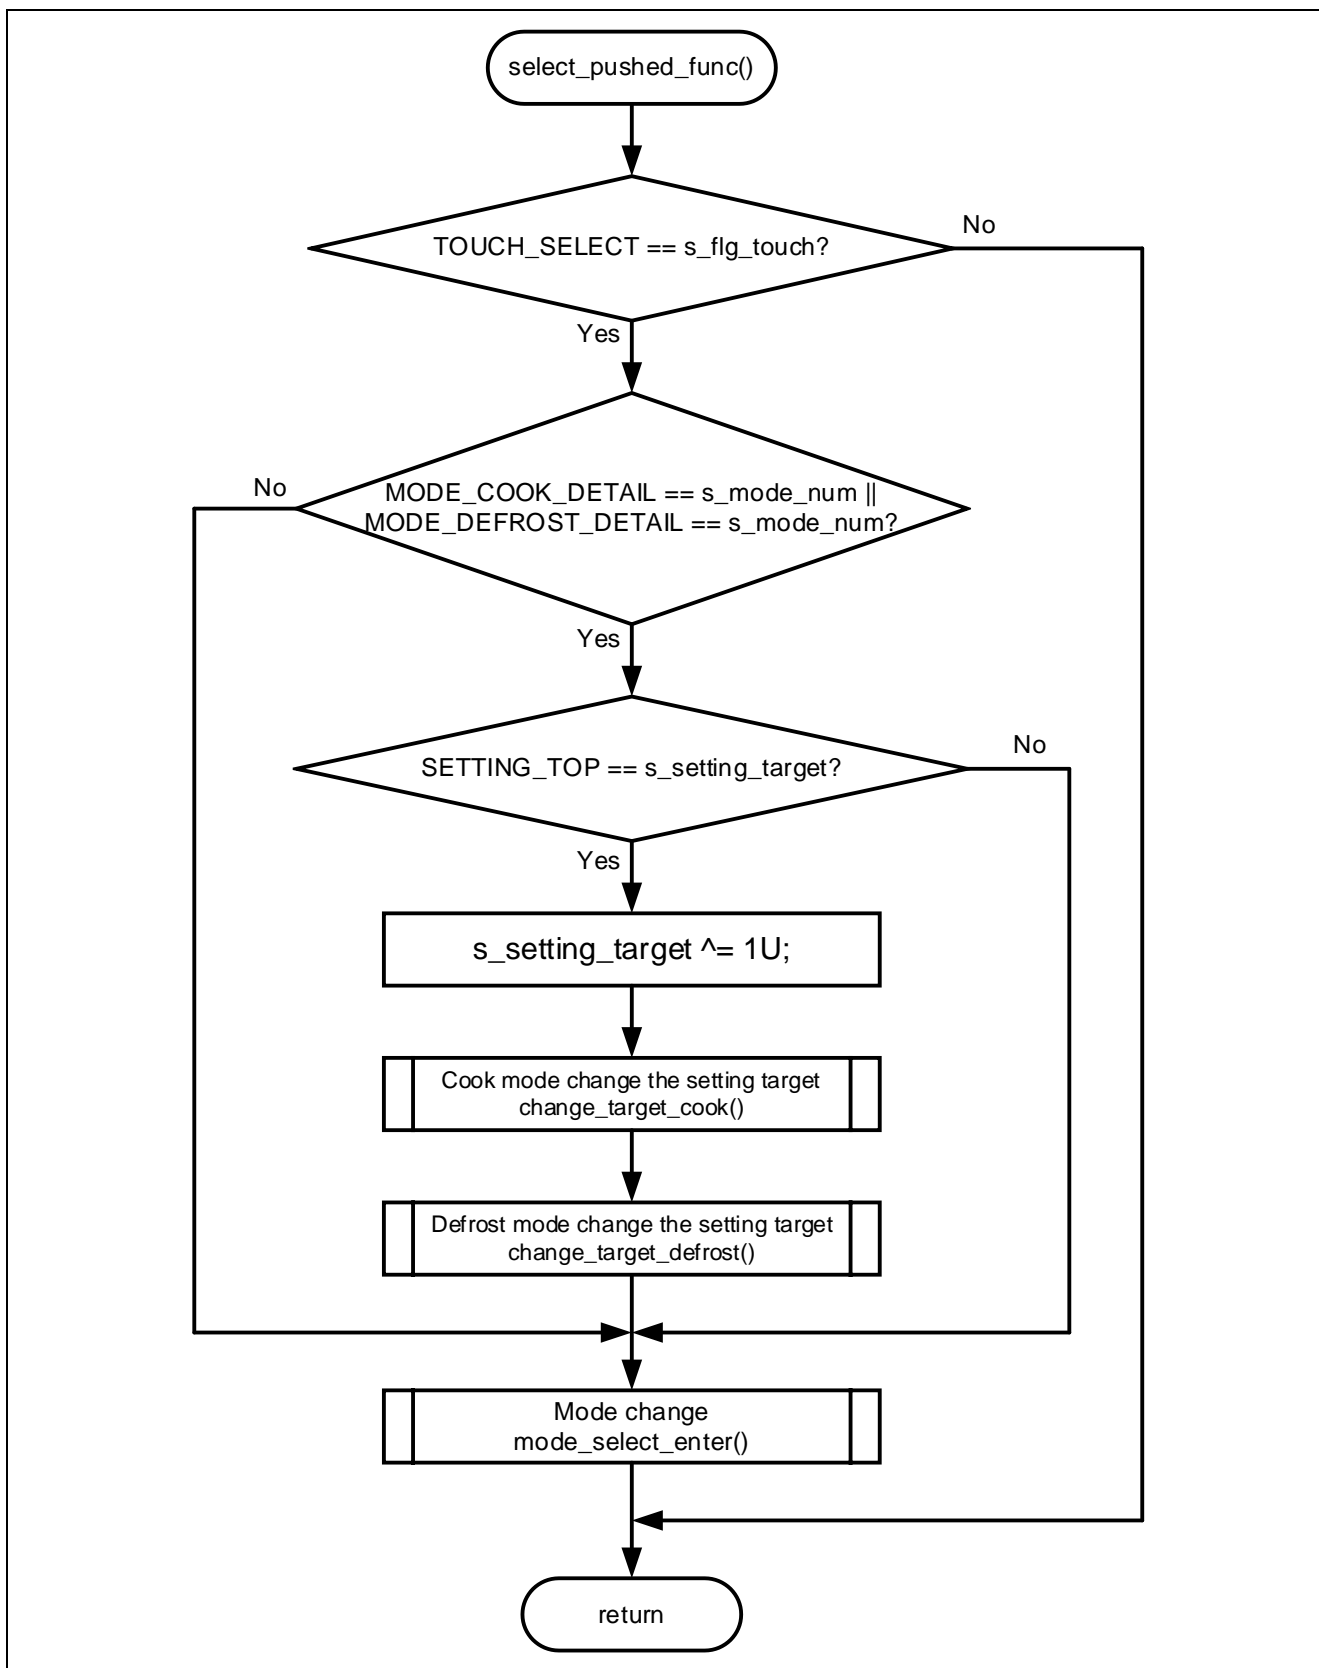 select_pushed_func()
TOUCH_SELECT == s_flg_touch?
No
Yes
MODE_COOK_DETAIL == s_mode_num ||
MODE_DEFROST_DETAIL == s_mode_num?
No
Yes
SETTING_TOP == s_setting_target?
No
Yes
s_setting_target ^= 1U;
Cook mode change the setting target
change_target_cook()
Defrost mode change the setting target
change_target_defrost()
Mode change
mode_select_enter()
return